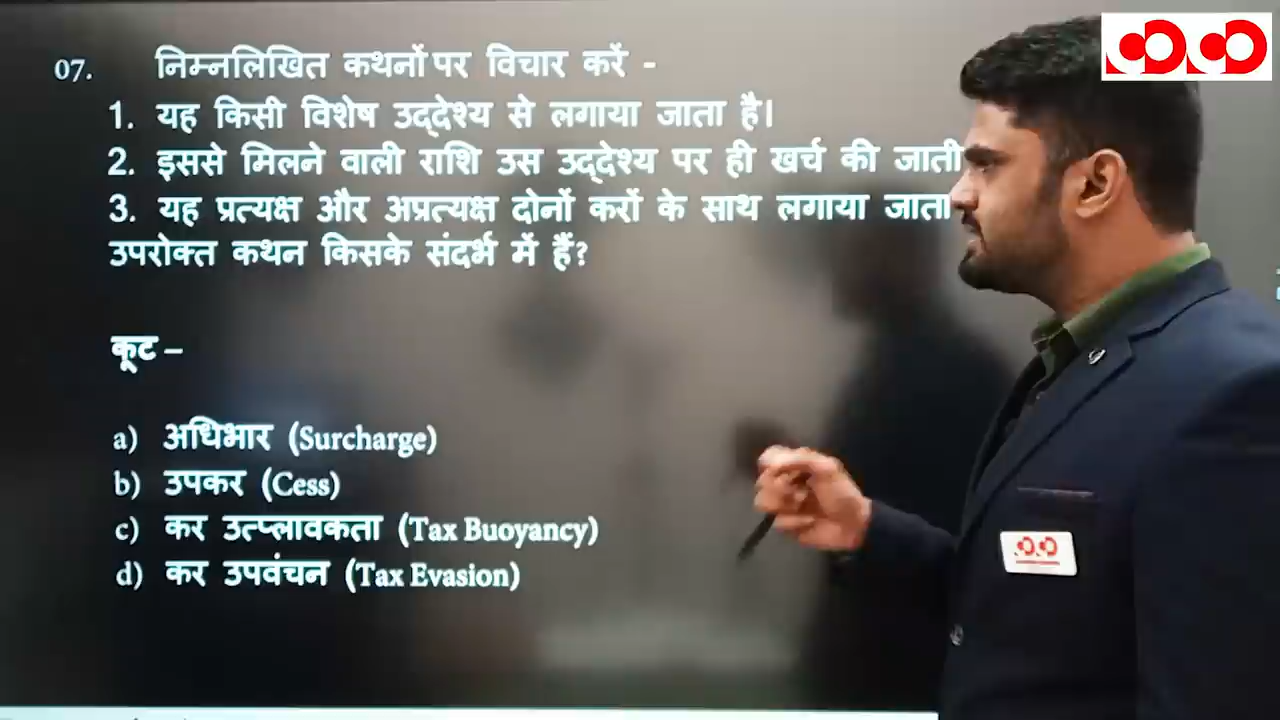 07. निम्नलिखित कथनों पर विचार करें -
1. यह किसी विशेष उद्देश्य से लगाया जाता है।
2. इससे मिलने वाली राशि उस उद्देश्य पर ही खर्च की जाती
3. यह प्रत्यक्ष और अप्रत्यक्ष दोनों करों के साथ लगाया जाता
उपरोक्त कथन किसके संदर्भ में हैं?
कूट –
a) अधिभार (Surcharge)
b) उपकर (Cess)
c) कर उत्प्लावकता (Tax Buoyancy)
d) कर उपवंचन (Tax Evasion)